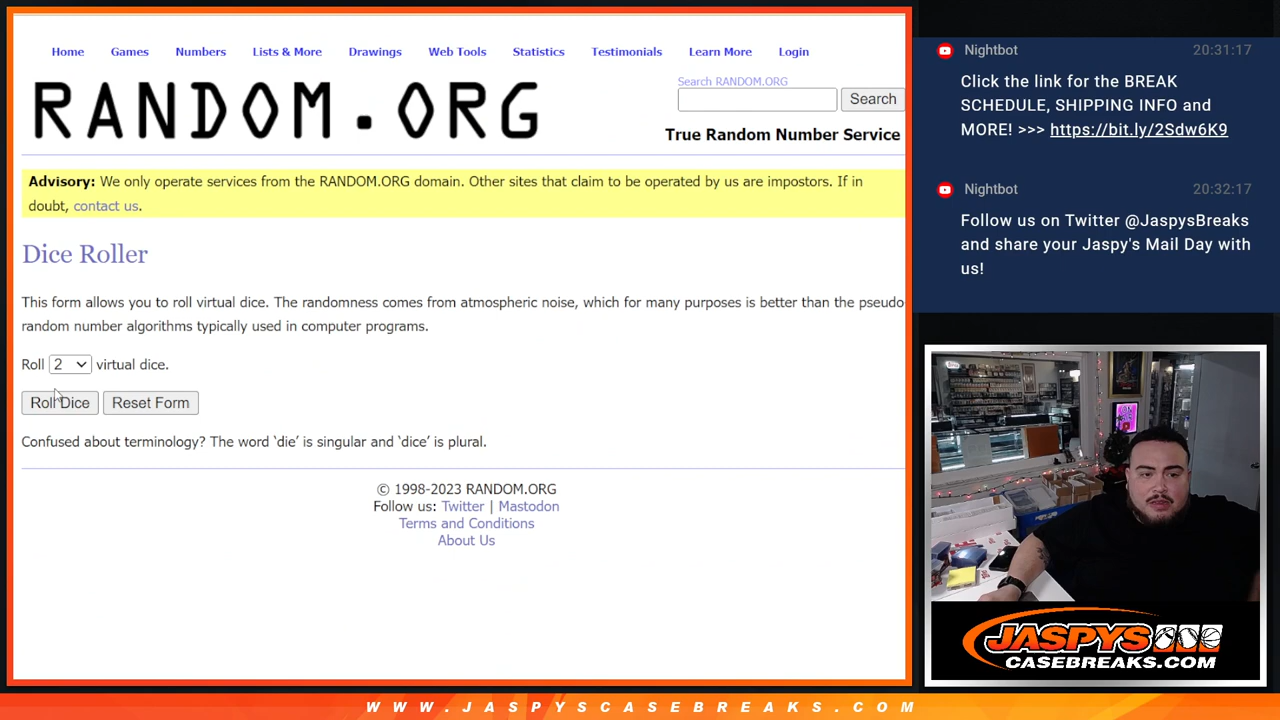 Home Games Numbers Lists & More Drawings Web Tools Statistics Testimonials Learn More Login
RANDOM.ORG
Search RANDOM.ORG
Search
True Random Number Service
Advisory: We only operate services from the RANDOM.ORG domain. Other sites that claim to be operated by us are impostors. If in
doubt, contact us.
Dice Roller
This form allows you to roll virtual dice. The randomness comes from atmospheric noise, which for many purposes is better than the pseudo
random number algorithms typically used in computer programs.
Roll 2 virtual dice.
Roll Dice Reset Form
Confused about terminology? The word ‘die’ is singular and ‘dice’ is plural.
© 1998-2023 RANDOM.ORG
Follow us: Twitter | Mastodon
Terms and Conditions
About Us
Nightbot 20:31:17
Click the link for the BREAK
SCHEDULE, SHIPPING INFO and
MORE! >>> https://bit.ly/2Sdw6K9
Nightbot 20:32:17
Follow us on Twitter @JaspysBreaks
and share your Jaspy's Mail Day with
us!
JASPYS
CASEBREAKS.COM
WWW.JASPYSCASEBREAKS.COM